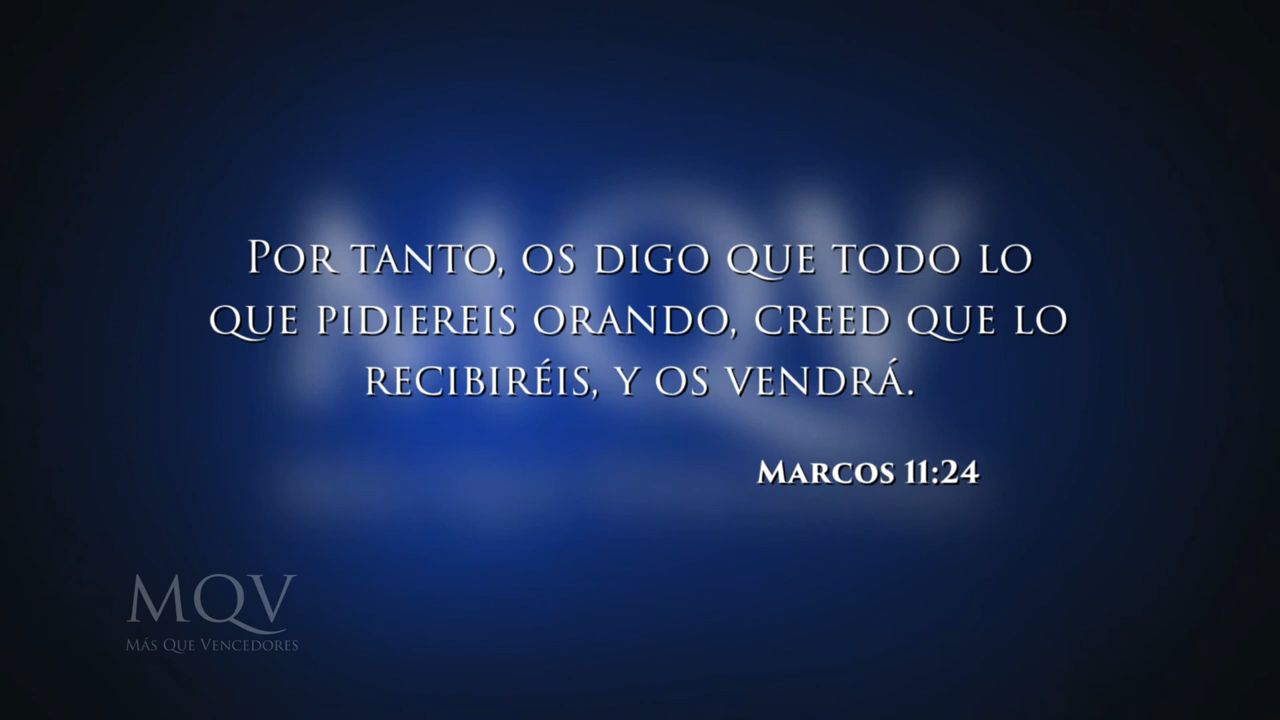 Por tanto, os digo que todo lo
que pidiereis orando, creed que lo
recibiréis, y os vendrá.
Marcos 11:24
MQV
Más Que Vencedores